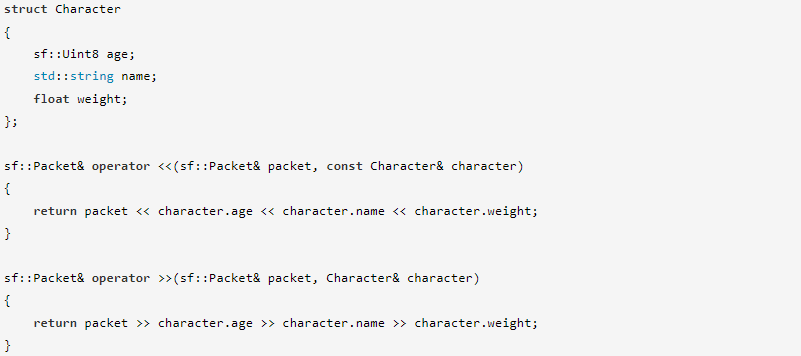 struct Character
{
    sf::Uint8 age;
    std::string name;
    float weight;
};

sf::Packet& operator <<(sf::Packet& packet, const Character& character)
{
    return packet << character.age << character.name << character.weight;
}

sf::Packet& operator >>(sf::Packet& packet, Character& character)
{
    return packet >> character.age >> character.name >> character.weight;
}